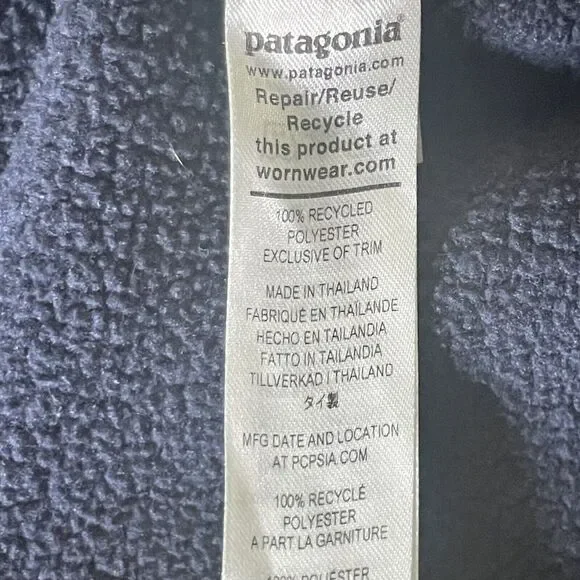 patagonia
www.patagonia.com
Repair/Reuse/
Recycle
this product at
wornwear.com
100% RECYCLED
POLYESTER
EXCLUSIVE OF TRIM
MADE IN THAILAND
FABRIQUÉ EN THAÏLANDE
HECHO EN TAILANDIA
FATTO IN TAILANDIA
TILLVERKAD I THAILAND
タイ製
MFG DATE AND LOCATION
AT PCPSIA.COM
100% RECYCLÉ
POLYESTER
A PART LA GARNITURE
100% POLIÉSTER